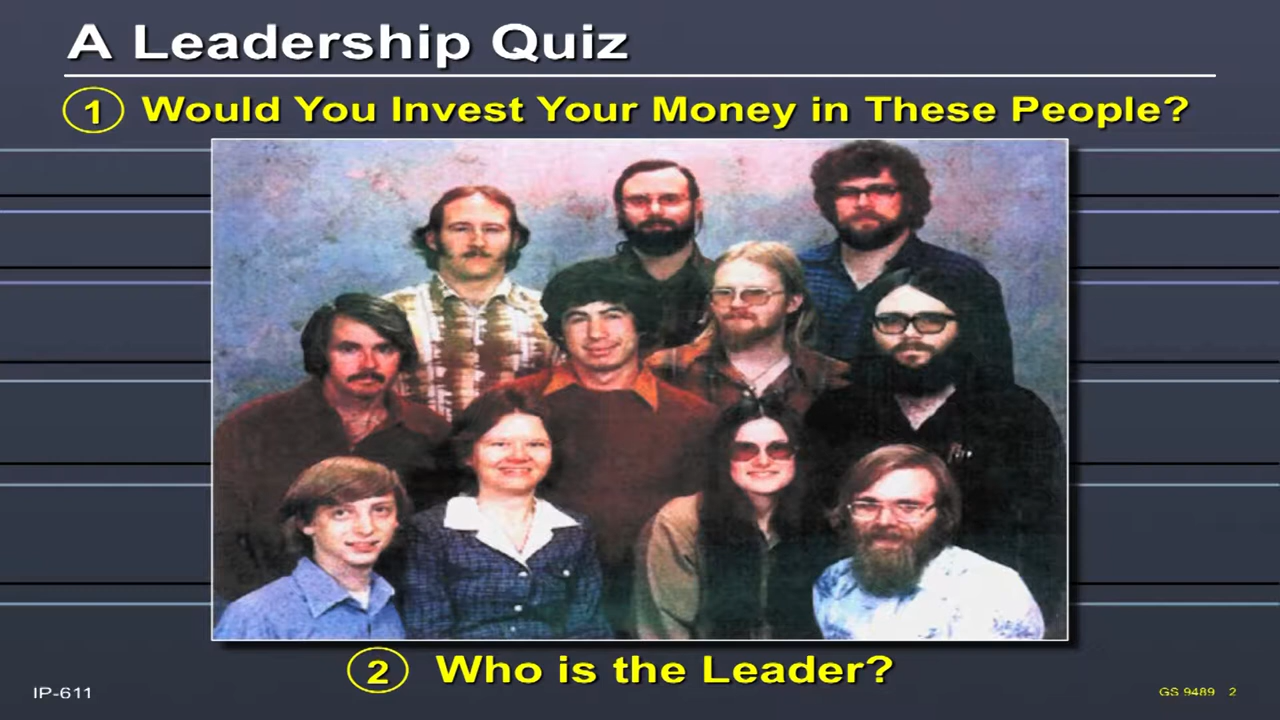 A Leadership Quiz
1 Would You Invest Your Money in These People?
2 Who is the Leader?
IP-611
GS 9489 2